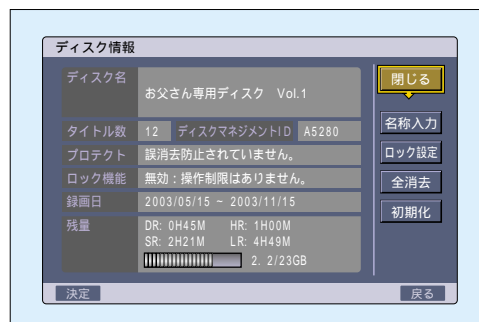 ディスク情報
ディスク名 お父さん専用ディスク Vol.1
閉じる
タイトル数 12 ディスクマネジメントID A5280
名称入力
プロテクト 誤消去防止されていません。
ロック設定
ロック機能 無効：操作制限はありません。
全消去
録画日 2003/05/15 ~ 2003/11/15
初期化
残量 DR: 0H45M HR: 1H00M
SR: 2H21M LR: 4H49M
2. 2/23GB
決定 戻る